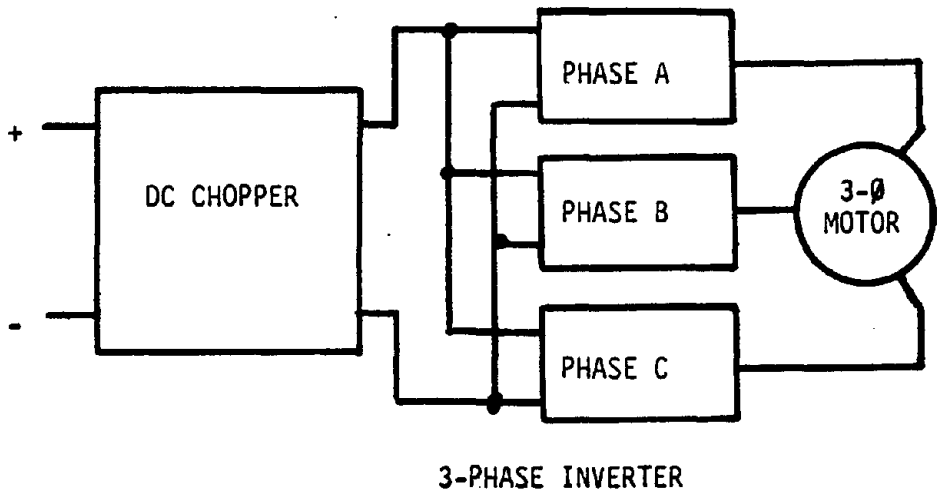 +
-
DC CHOPPER
PHASE A
PHASE B
PHASE C
3-Ø
MOTOR
3-PHASE INVERTER